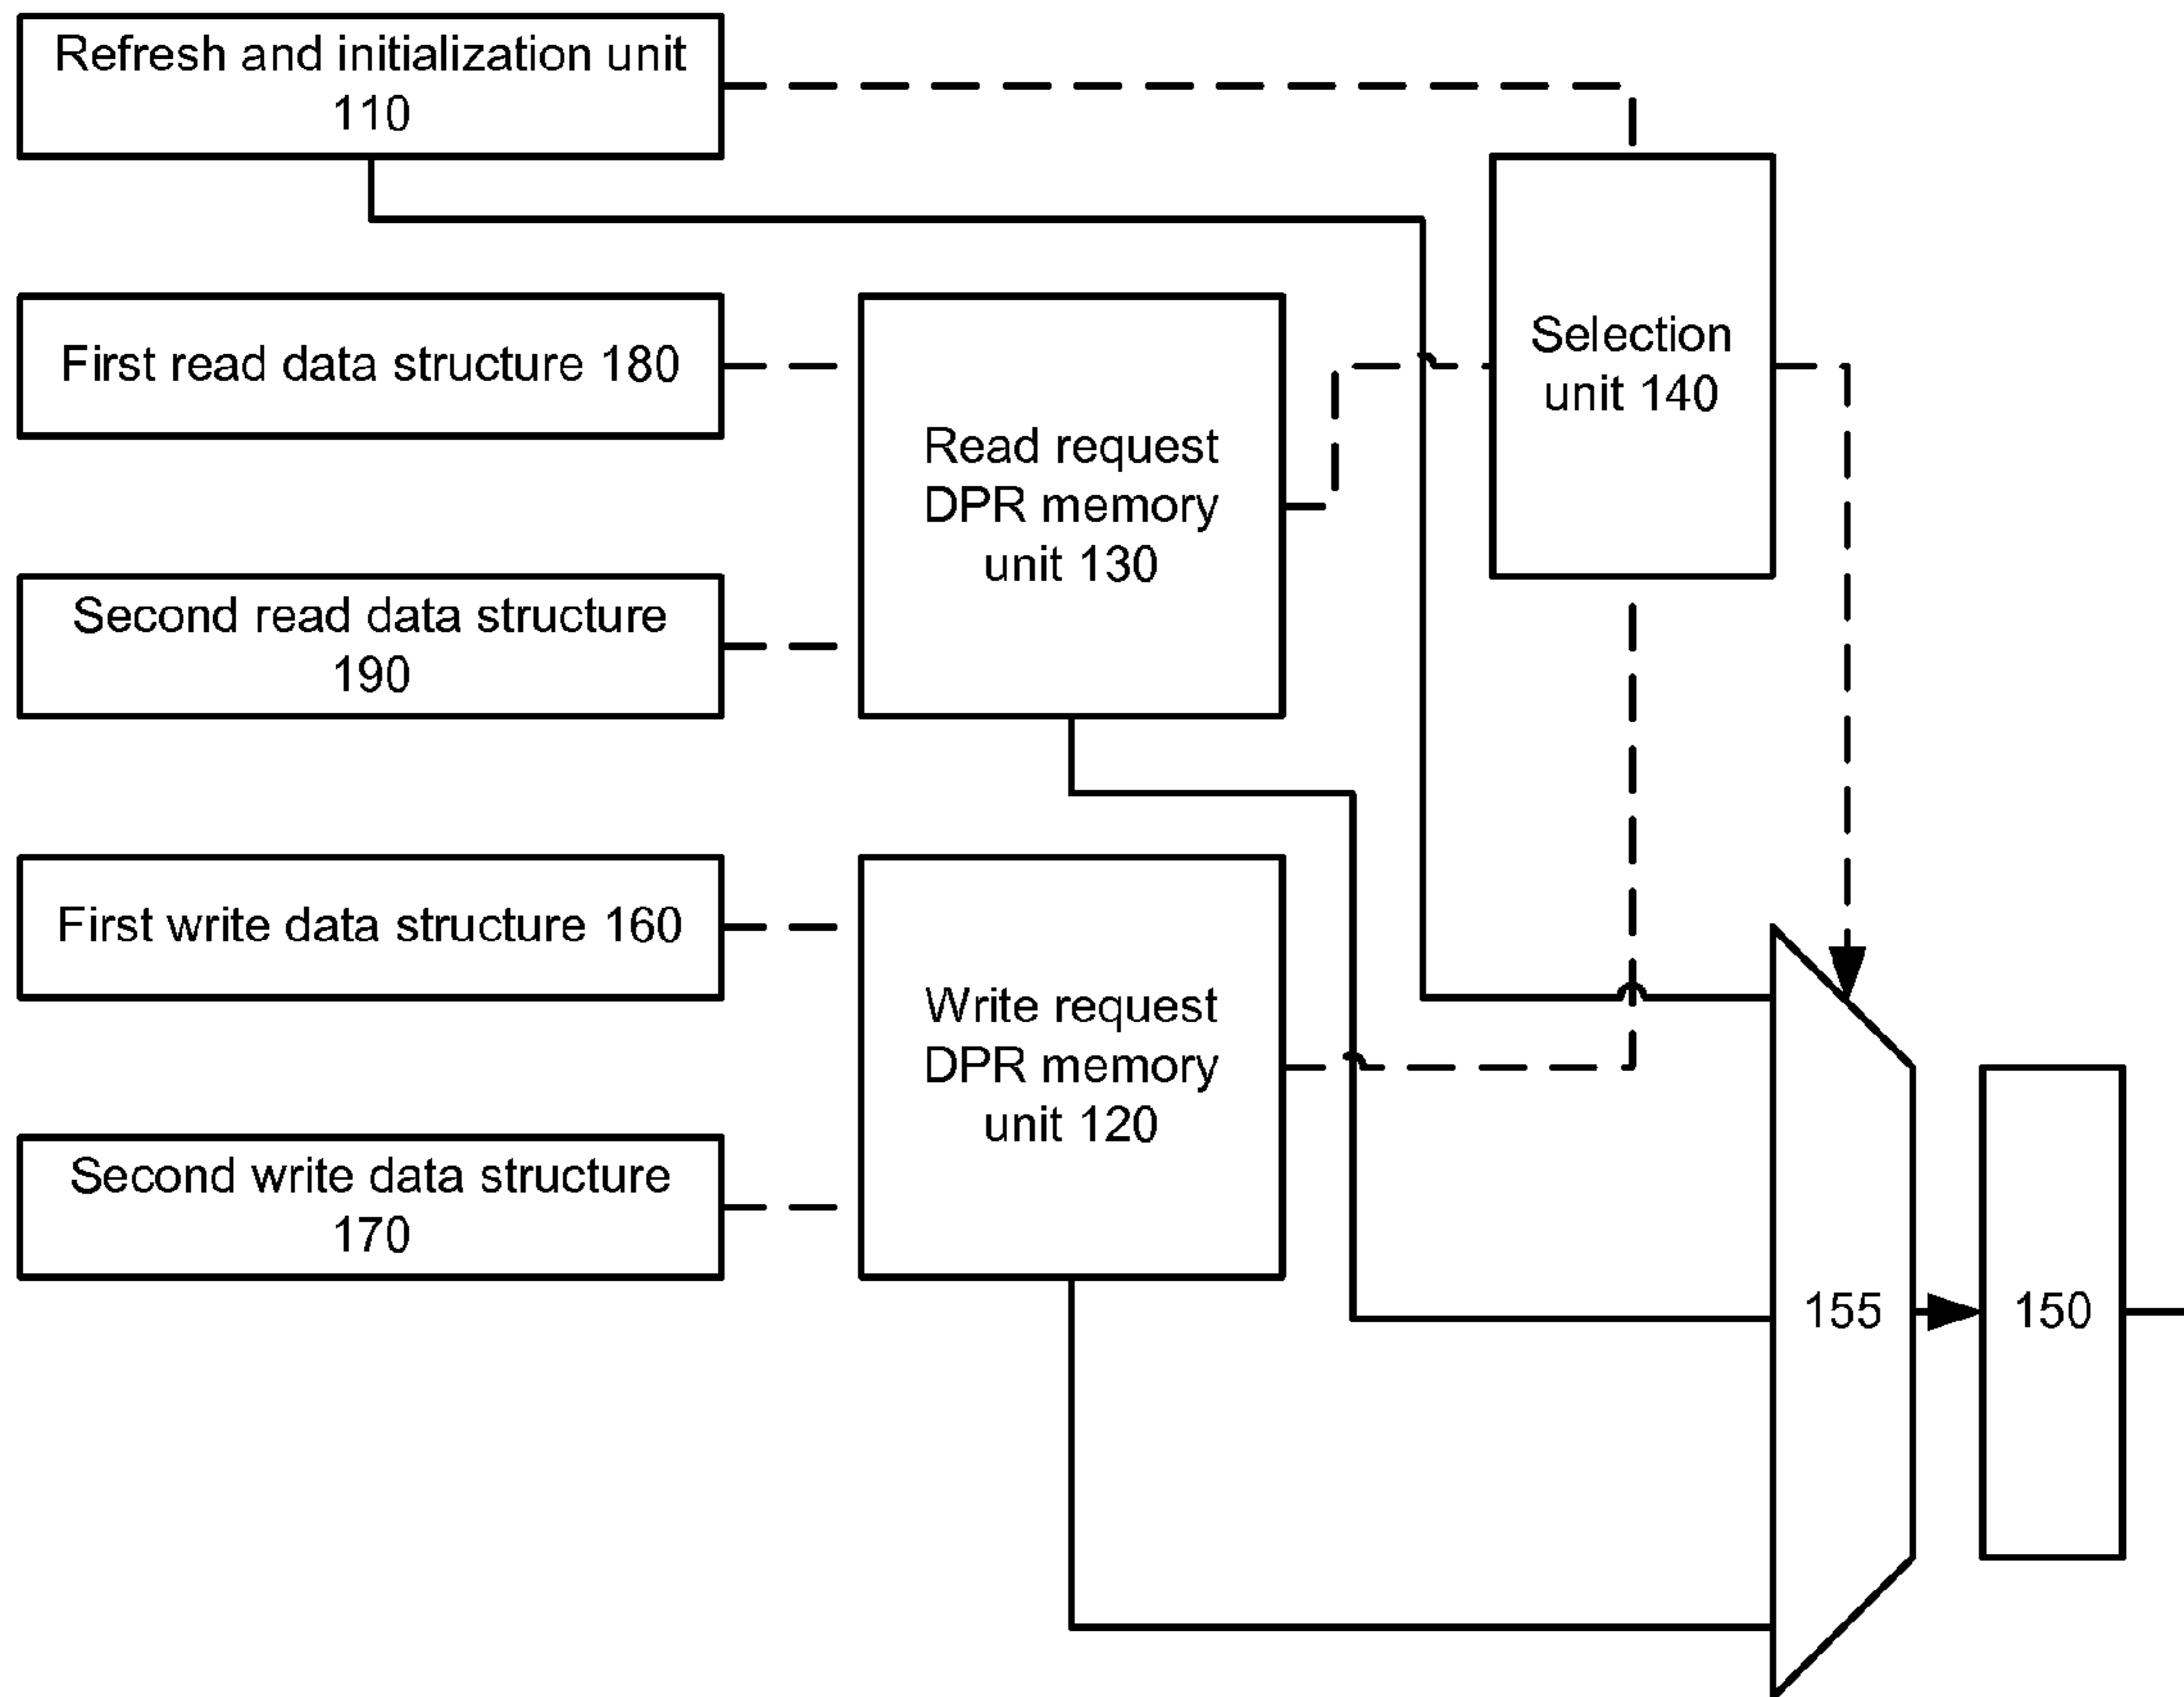 Refresh and initialization unit
110
First read data structure 180
Second read data structure
190
First write data structure 160
Second write data structure
170
Read request
DPR memory
unit 130
Write request
DPR memory
unit 120
Selection
unit 140
155
150